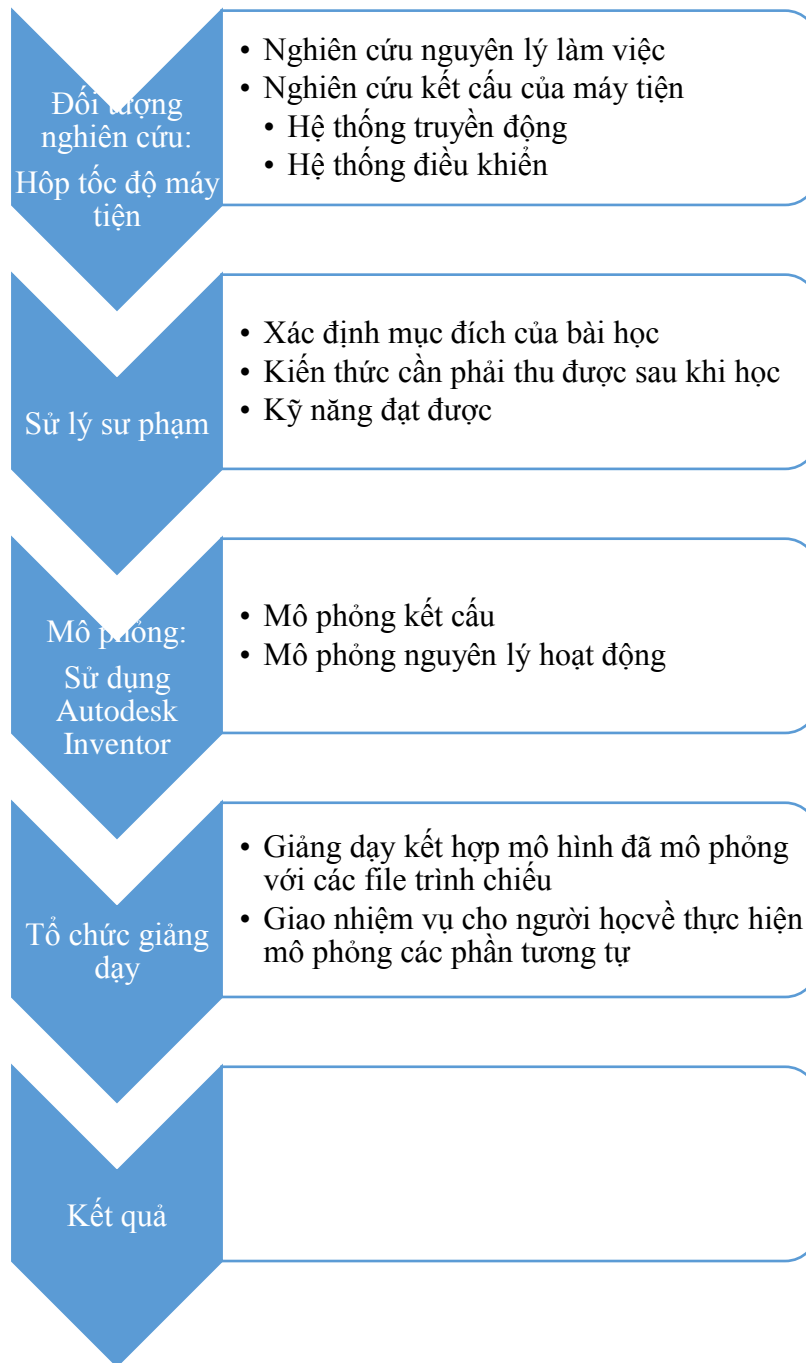 Đối tượng
nghiên cứu:
Hôp tốc độ máy
tiện
• Nghiên cứu nguyên lý làm việc
• Nghiên cứu kết cấu của máy tiện
• Hệ thống truyền động
• Hệ thống điều khiển
Sử lý sư phạm
• Xác định mục đích của bài học
• Kiến thức cần phải thu được sau khi học
• Kỹ năng đạt được
Mô phỏng:
Sử dụng
Autodesk
Inventor
• Mô phỏng kết cấu
• Mô phỏng nguyên lý hoạt động
Tổ chức giảng
dạy
• Giảng dạy kết hợp mô hình đã mô phỏng
với các file trình chiếu
• Giao nhiệm vụ cho người họcvề thực hiện
mô phỏng các phần tương tự
Kết quả